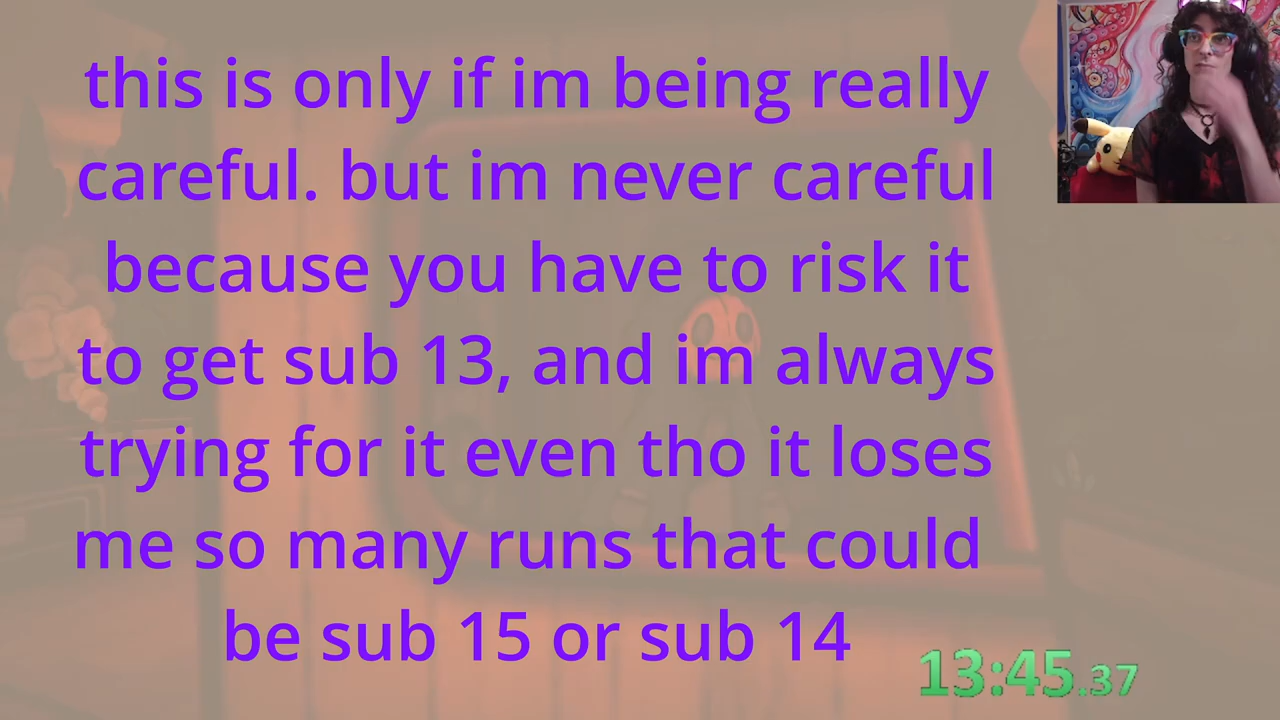 this is only if im being really
careful. but im never careful
because you have to risk it
to get sub 13, and im always
trying for it even tho it loses
me so many runs that could
be sub 15 or sub 14
13:45.37